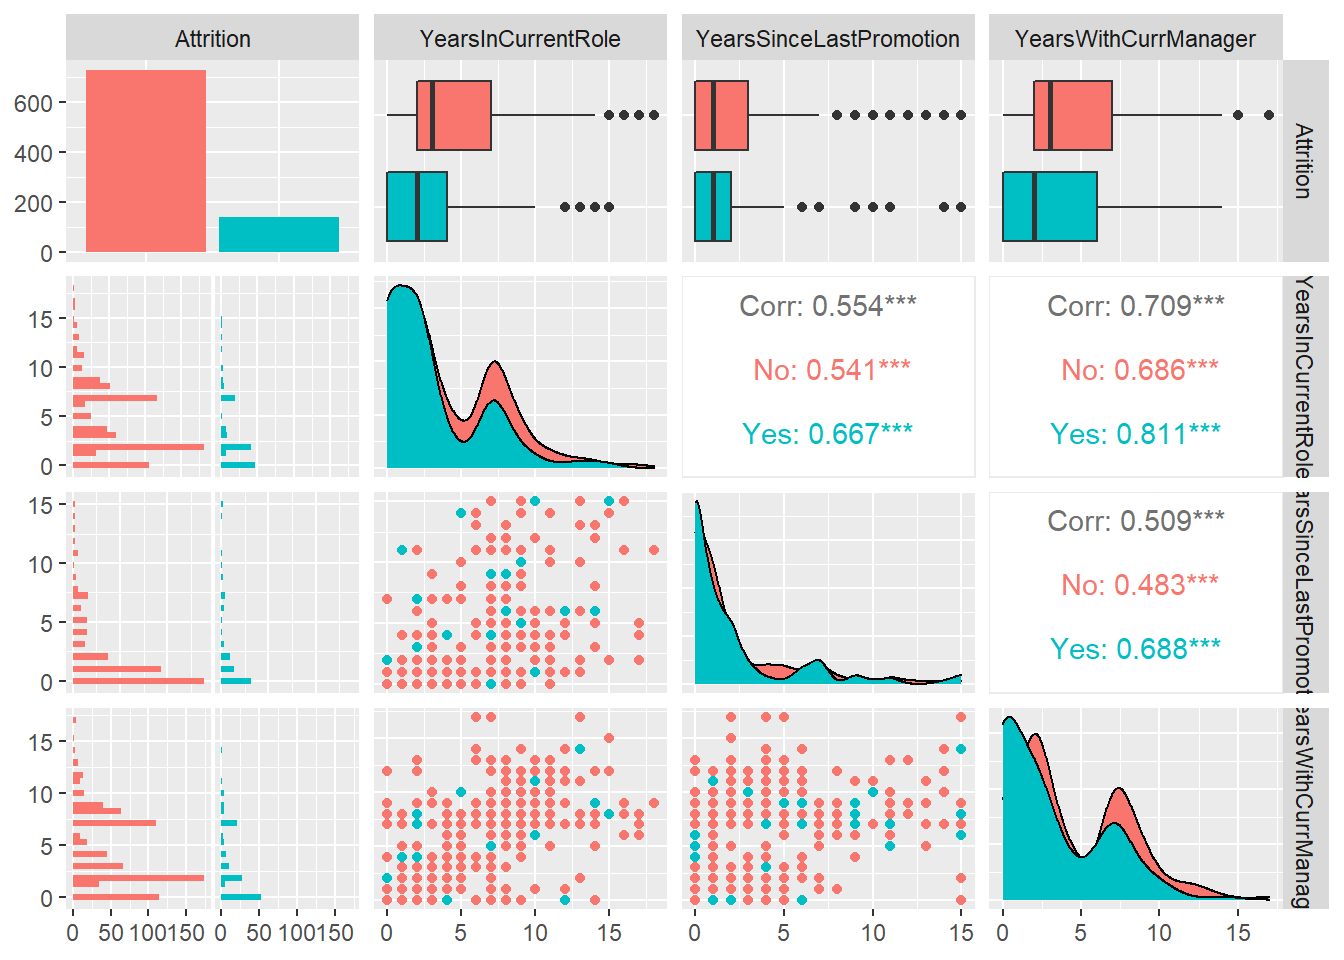 Attrition
YearsInCurrentRole
YearsSinceLastPromotion
YearsWithCurrManager
600
400
200
0
Attrition
15
10
5
0
Corr: 0.554***
No: 0.541***
Yes: 0.667***
Corr: 0.709***
No: 0.686***
Yes: 0.811***
YearsInCurrentRole
15
10
5
0
Corr: 0.509***
No: 0.483***
Yes: 0.688***
arsSinceLastPromot
15
10
5
0
earsWithCurrManag
0 50 100 150 0 50 100 150
0 5 10 15
0 5 10 15
0 5 10 15